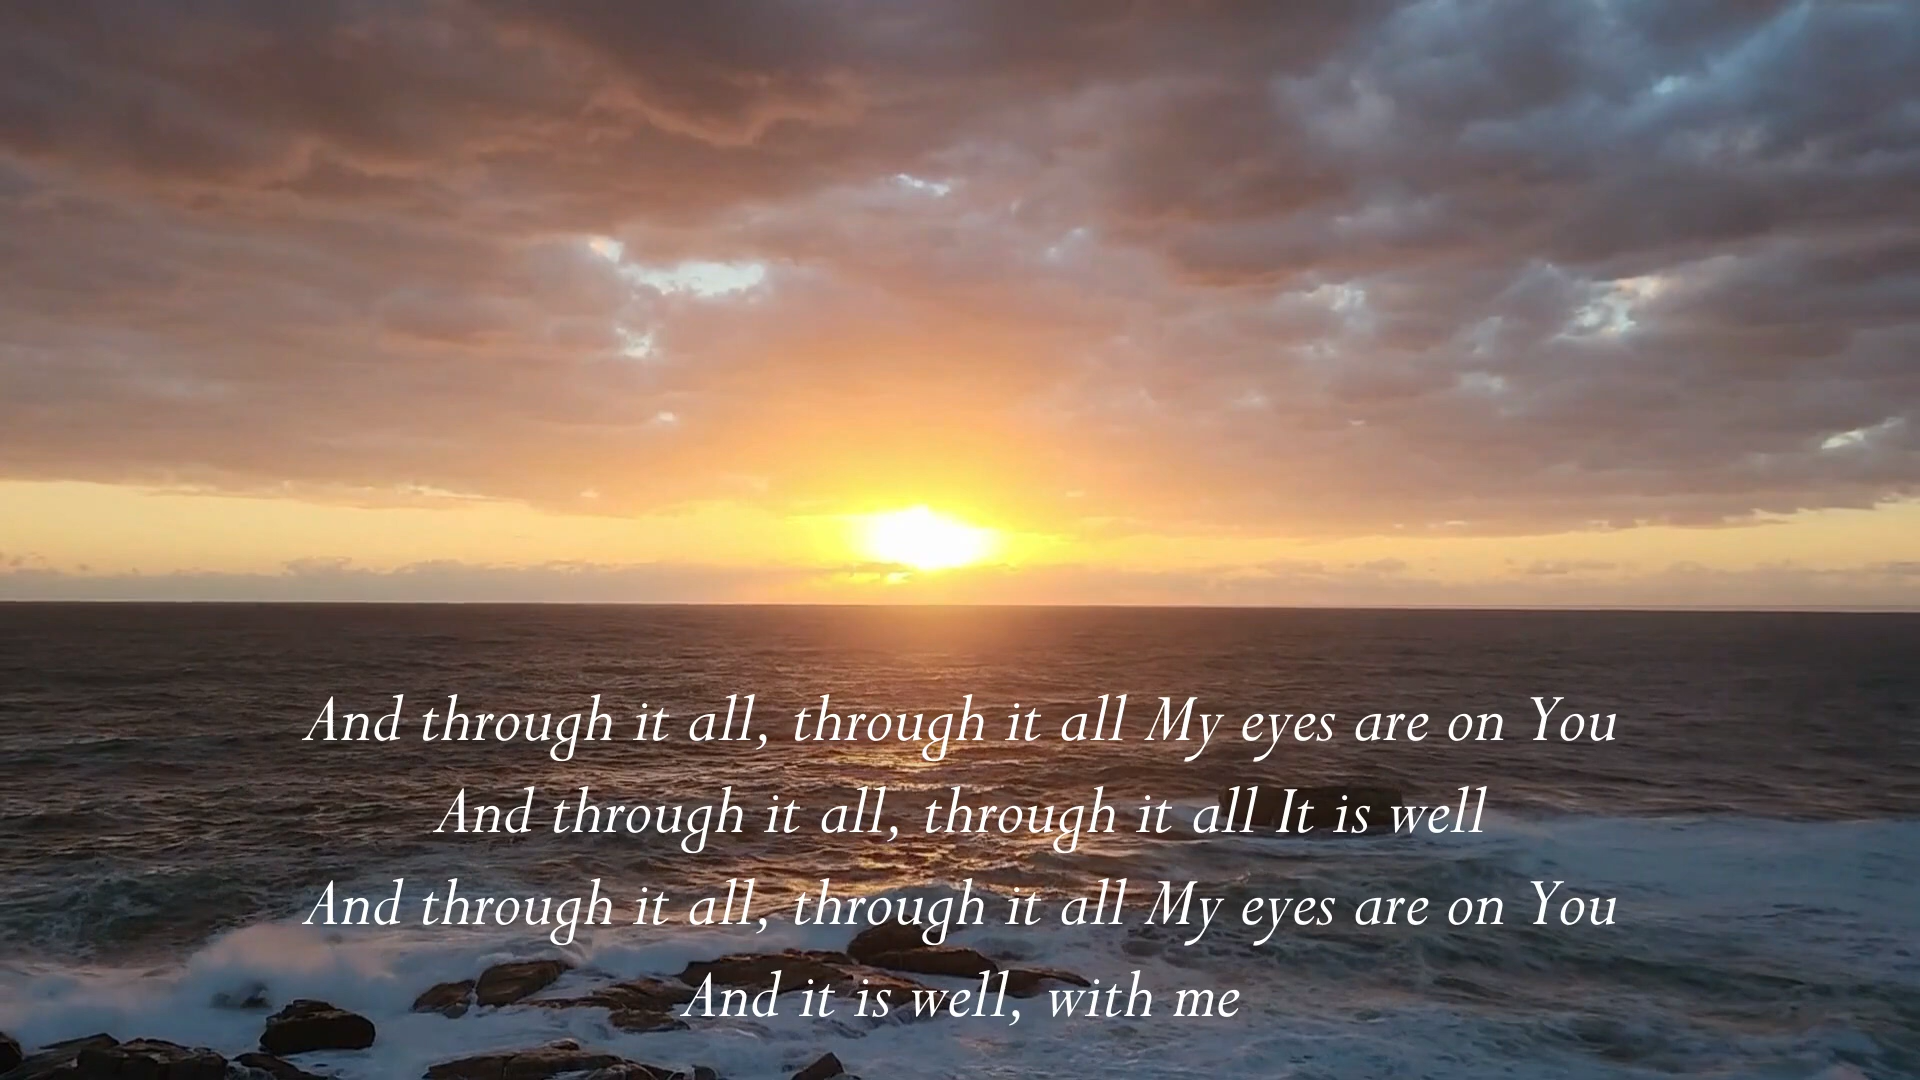 And through it all, through it all My eyes are on You
And through it all, through it all It is well
And through it all, through it all My eyes are on You
And it is well, with me